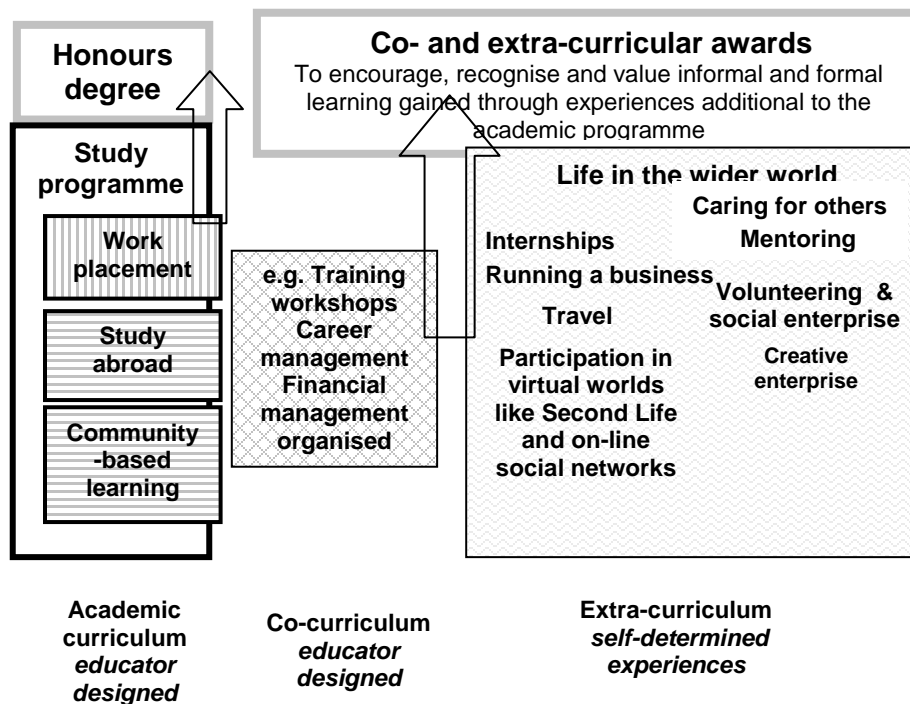 Honours
degree
Co- and extra-curricular awards
To encourage, recognise and value informal and formal
learning gained through experiences additional to the
academic programme
Study
programme
Work
placement
Study
abroad
Community
-based
learning
e.g. Training
workshops
Career
management
Financial
management
organised
Life in the wider world
Caring for others
Mentoring
Internships
Running a business
Travel
Volunteering & 
social enterprise
Creative
enterprise
Participation in
virtual worlds
like Second Life
and on-line
social networks
Academic
curriculum
educator
designed
Co-curriculum
educator
designed
Extra-curriculum
self-determined
experiences